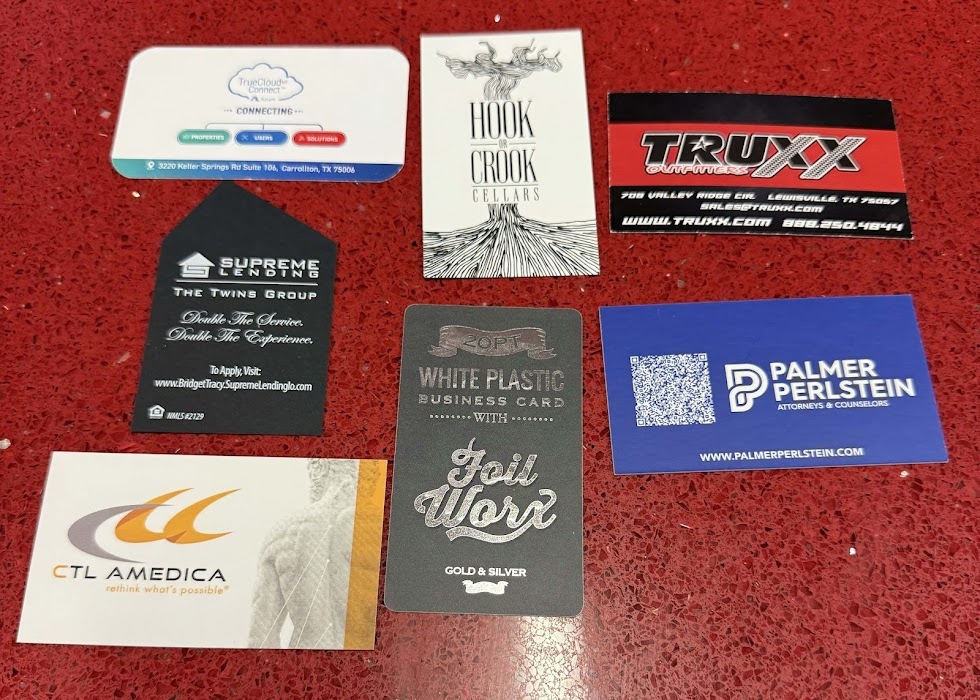 TrueCloud
Connect™
Azure
CONNECTING
PROPERTIES
USERS
SOLUTIONS
3220 Keller Springs Rd Suite 106, Carrollton, TX 75006
HOOK
OR
CROOK
CELLARS
TRUXX
OUTFITTERS
708 VALLEY RIDGE CIR. LEWISVILLE, TX 75057
SALES@TRUXX.COM
WWW.TRUXX.COM 888.250.4844
SUPREME
LENDING
THE TWINS GROUP
Double The Service.
Double The Experience.
To Apply, Visit:
www.BridgetTracy.SupremeLendinglo.com
NMLS #2129
20PT
WHITE PLASTIC
BUSINESS CARD
WITH
Foil
Worx
GOLD & SILVER
PALMER
PERLSTEIN
ATTORNEYS & COUNSELORS
WWW.PALMERPERLSTEIN.COM
CTL AMEDICA
rethink what's possible®